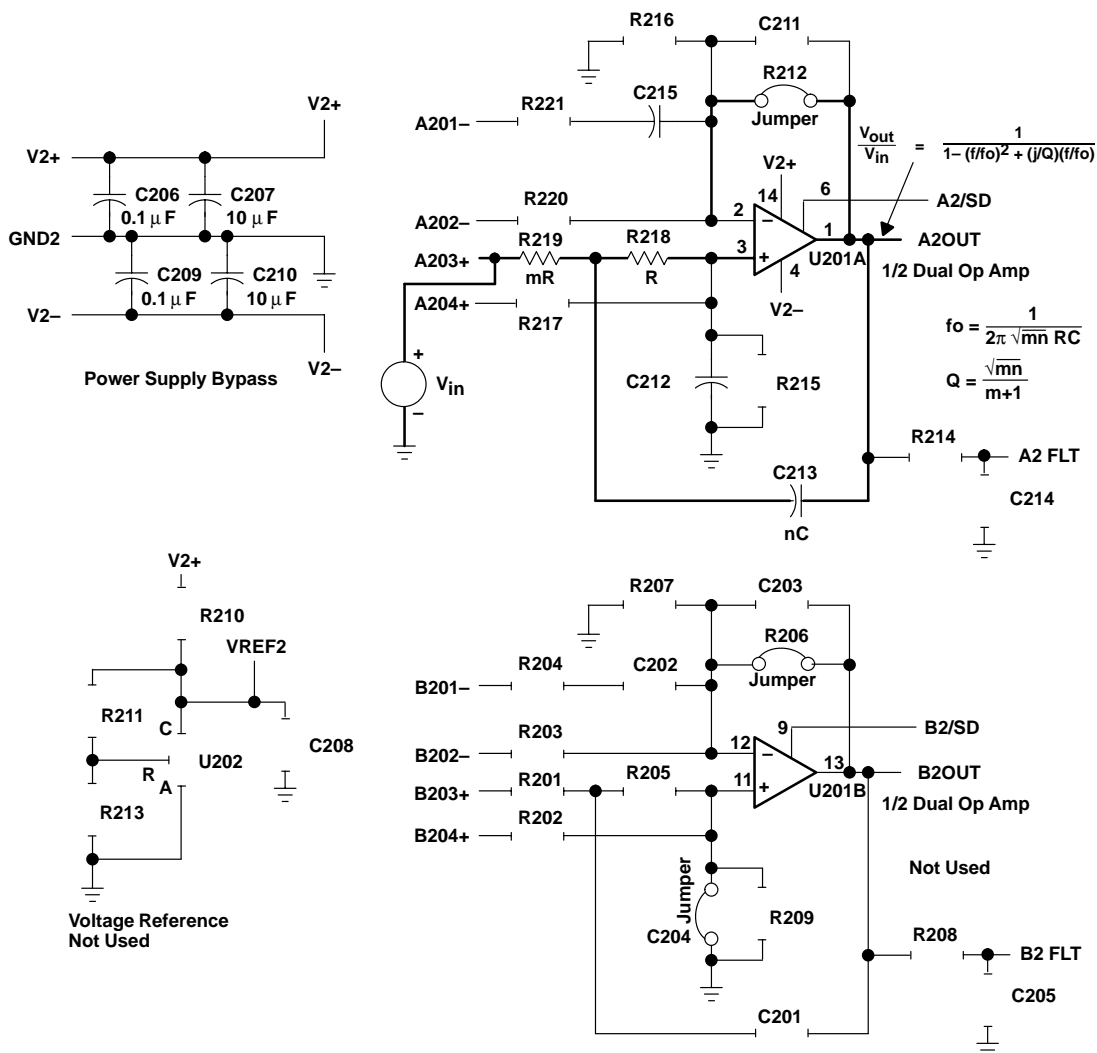 V2+
V2+
C206
0.1 μF
C207
10 μF
GND2
C209
0.1 μF
C210
10 μF
V2–
V2–
Power Supply Bypass
R216
C211
R212
Jumper
A201–
R221
C215
A202–
R220
V2+
14
2
–
3
+
4
V2–
6
A2/SD
1
U201A
A2OUT
1/2 Dual Op Amp
Vout/Vin = 1/(1– (f/fo)2 + (j/Q)(f/fo))
A203+
R219
mR
R218
R
A204+
R217
+
Vin
–
C212
R215
fo = 1/(2π √mn RC)
Q = √mn/(m+1)
R214
A2 FLT
C214
C213
nC
V2+
R210
VREF2
R211
C
U202
R
A
C208
R213
Voltage Reference
Not Used
R207
C203
R206
Jumper
B201–
R204
C202
B202–
R203
B203+
R201
R205
B204+
R202
12
–
11
+
9
B2/SD
13
U201B
B2OUT
1/2 Dual Op Amp
Jumper
C204
R209
Not Used
R208
B2 FLT
C205
C201